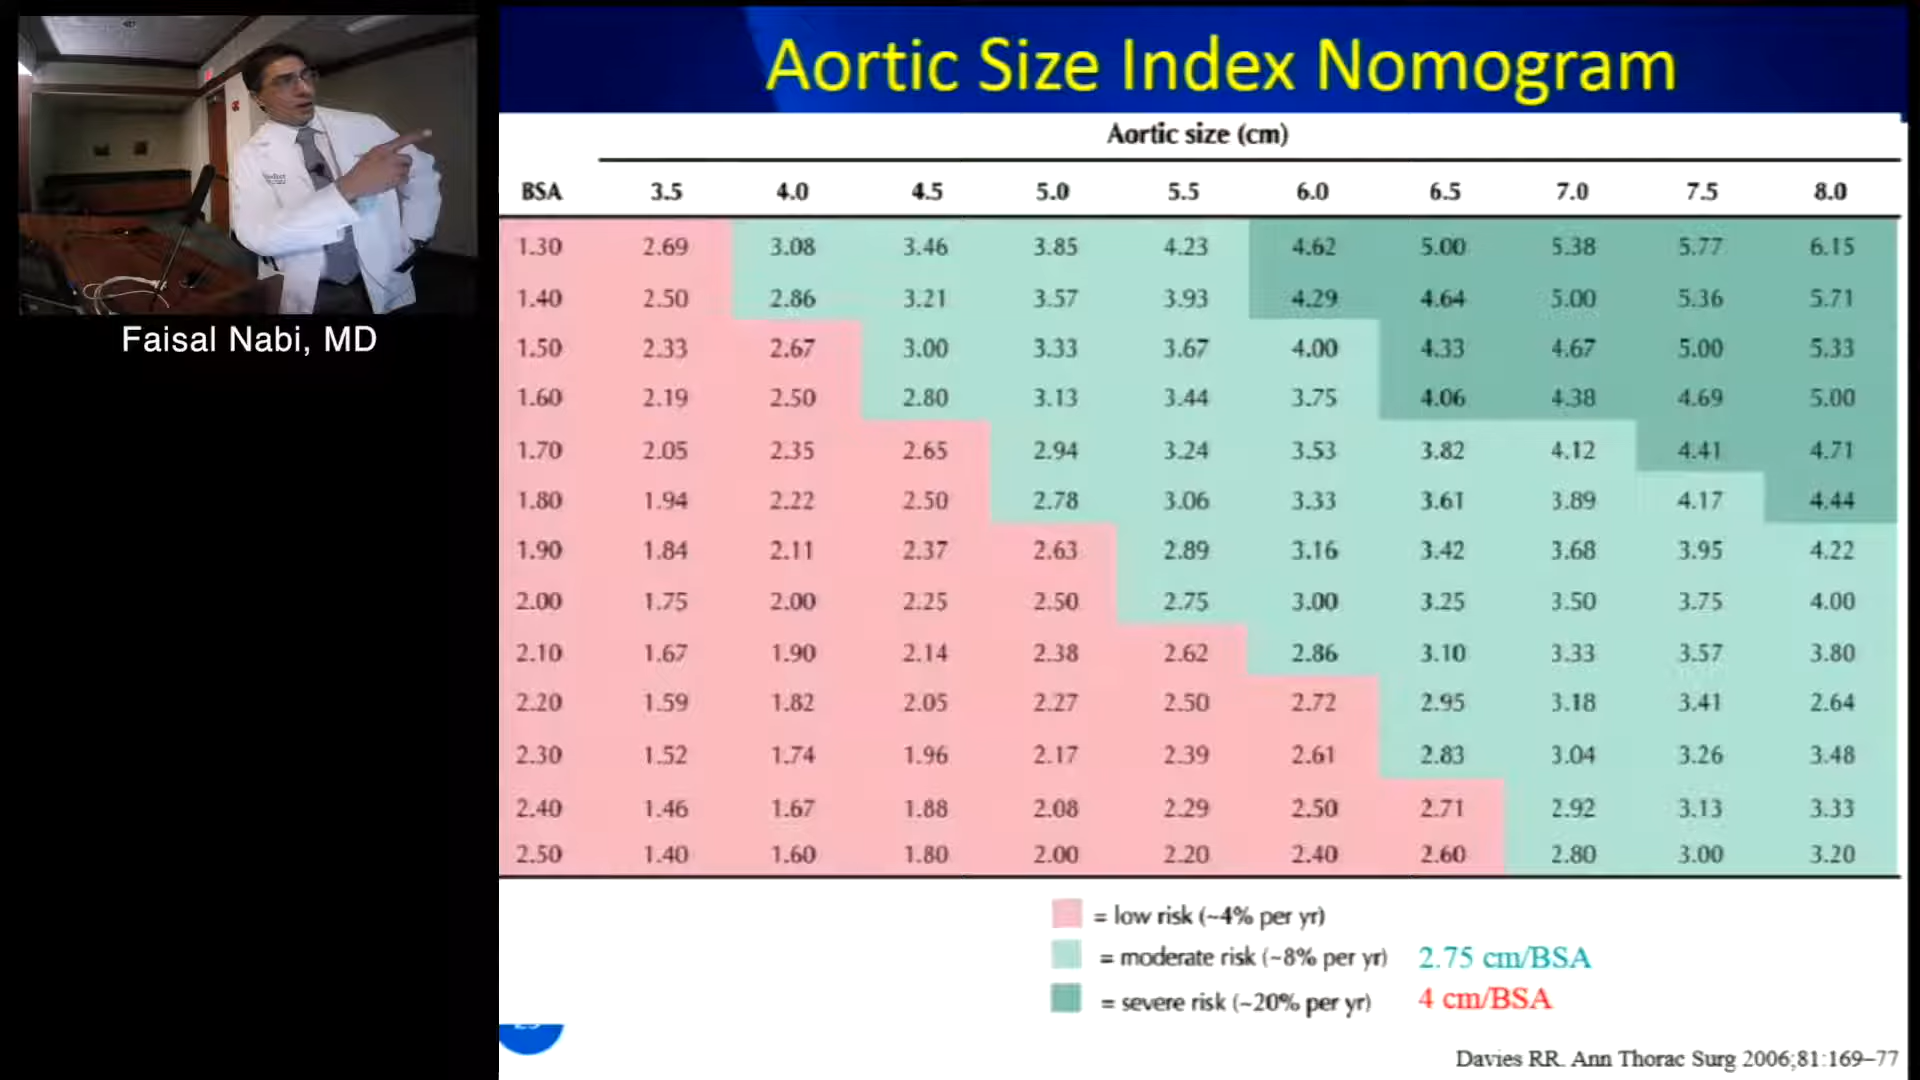 Aortic Size Index Nomogram
Faisal Nabi, MD
Aortic size (cm)
BSA 3.5 4.0 4.5 5.0 5.5 6.0 6.5 7.0 7.5 8.0
1.30 2.69 3.08 3.46 3.85 4.23 4.62 5.00 5.38 5.77 6.15
1.40 2.50 2.86 3.21 3.57 3.93 4.29 4.64 5.00 5.36 5.71
1.50 2.33 2.67 3.00 3.33 3.67 4.00 4.33 4.67 5.00 5.33
1.60 2.19 2.50 2.80 3.13 3.44 3.75 4.06 4.38 4.69 5.00
1.70 2.05 2.35 2.65 2.94 3.24 3.53 3.82 4.12 4.41 4.71
1.80 1.94 2.22 2.50 2.78 3.06 3.33 3.61 3.89 4.17 4.44
1.90 1.84 2.11 2.37 2.63 2.89 3.16 3.42 3.68 3.95 4.22
2.00 1.75 2.00 2.25 2.50 2.75 3.00 3.25 3.50 3.75 4.00
2.10 1.67 1.90 2.14 2.38 2.62 2.86 3.10 3.33 3.57 3.80
2.20 1.59 1.82 2.05 2.27 2.50 2.72 2.95 3.18 3.41 2.64
2.30 1.52 1.74 1.96 2.17 2.39 2.61 2.83 3.04 3.26 3.48
2.40 1.46 1.67 1.88 2.08 2.29 2.50 2.71 2.92 3.13 3.33
2.50 1.40 1.60 1.80 2.00 2.20 2.40 2.60 2.80 3.00 3.20
= low risk (~4% per yr)
= moderate risk (~8% per yr) 2.75 cm/BSA
= severe risk (~20% per yr) 4 cm/BSA
Davies RR. Ann Thorac Surg 2006;81:169–77